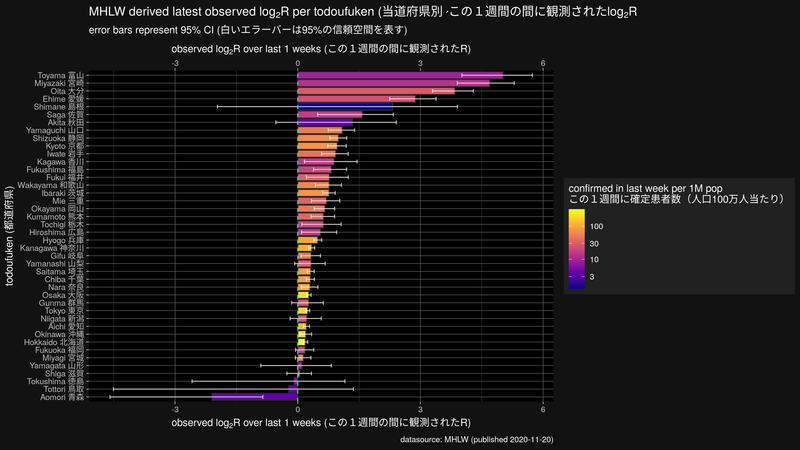 MHLW derived latest observed log2R per todoufuken (当道府県別 -この１週間の間に観測されたlog2R
error bars represent 95% CI (白いエラーバーは95%の信頼空間を表す)
observed log2R over last 1 weeks (この１週間の間に観測されたR)
-3 0 3 6
todoufuken (都道府県)
Toyama 富山
Miyazaki 宮崎
Oita 大分
Ehime 愛媛
Shimane 島根
Saga 佐賀
Akita 秋田
Yamaguchi 山口
Shizuoka 静岡
Kyoto 京都
Iwate 岩手
Kagawa 香川
Fukushima 福島
Fukui 福井
Wakayama 和歌山
Ibaraki 茨城
Mie 三重
Okayama 岡山
Kumamoto 熊本
Tochigi 栃木
Hiroshima 広島
Hyogo 兵庫
Kanagawa 神奈川
Gifu 岐阜
Yamanashi 山梨
Saitama 埼玉
Chiba 千葉
Nara 奈良
Osaka 大阪
Gunma 群馬
Tokyo 東京
Niigata 新潟
Aichi 愛知
Okinawa 沖縄
Hokkaido 北海道
Fukuoka 福岡
Miyagi 宮城
Yamagata 山形
Shiga 滋賀
Tokushima 徳島
Tottori 鳥取
Aomori 青森
-3 0 3 6
observed log2R over last 1 weeks (この１週間の間に観測されたR)
confirmed in last week per 1M pop
この１週間に確定患者数（人口100万人当たり）
100
30
10
3
datasource: MHLW (published 2020-11-20)